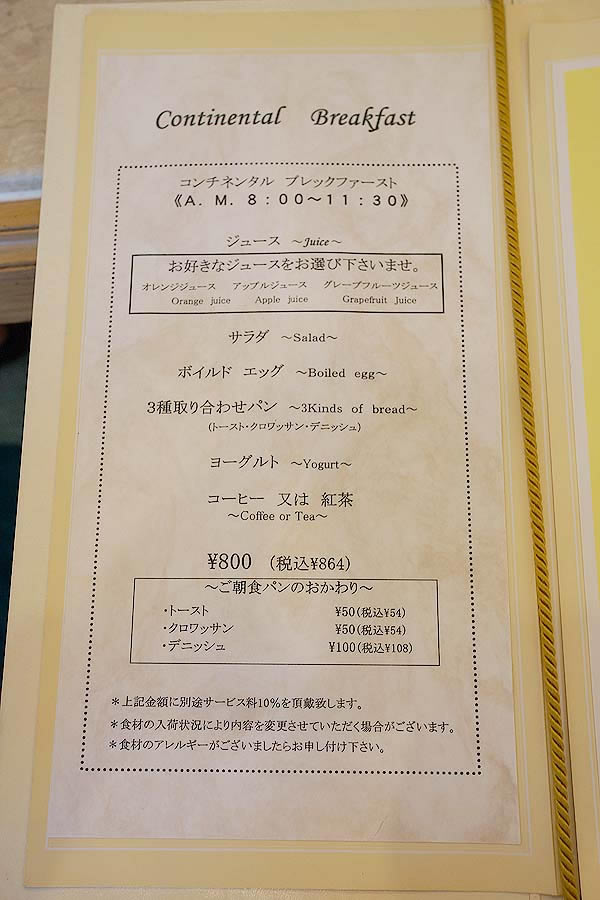 Continental Breakfast
コンチネンタル ブレックファースト
《A.M.8:00～11:30》
ジュース ～Juice～
お好きなジュースをお選び下さいませ。
オレンジジュース アップルジュース グレープフルーツジュース
Orange juice Apple juice Grapefruit Juice
サラダ ～Salad～
ボイルド エッグ ～Boiled egg～
3種取り合わせパン ～3Kinds of bread～
(トースト・クロワッサン・デニッシュ)
ヨーグルト ～Yogurt～
コーヒー 又は 紅茶
～Coffee or Tea～
¥800 (税込¥864)
～ご朝食パンのおかわり～
・トースト ¥50(税込¥54)
・クロワッサン ¥50(税込¥54)
・デニッシュ ¥100(税込¥108)
＊上記金額に別途サービス料10%を頂戴致します。
＊食材の入荷状況により内容を変更させていただく場合がございます。
＊食材のアレルギーがございましたらお申し付け下さい。